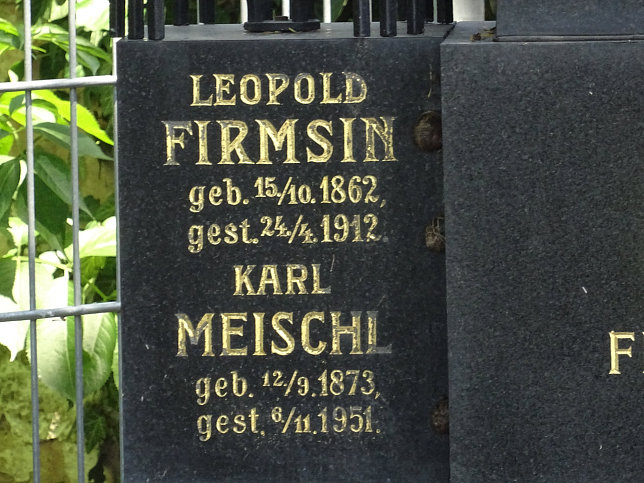 LEOPOLD
FIRMSIN
geb. 15./10. 1862,
gest. 24./4. 1912.
KARL
MEISCHL
geb. 12/9. 1873,
gest. 6/11. 1951.
F